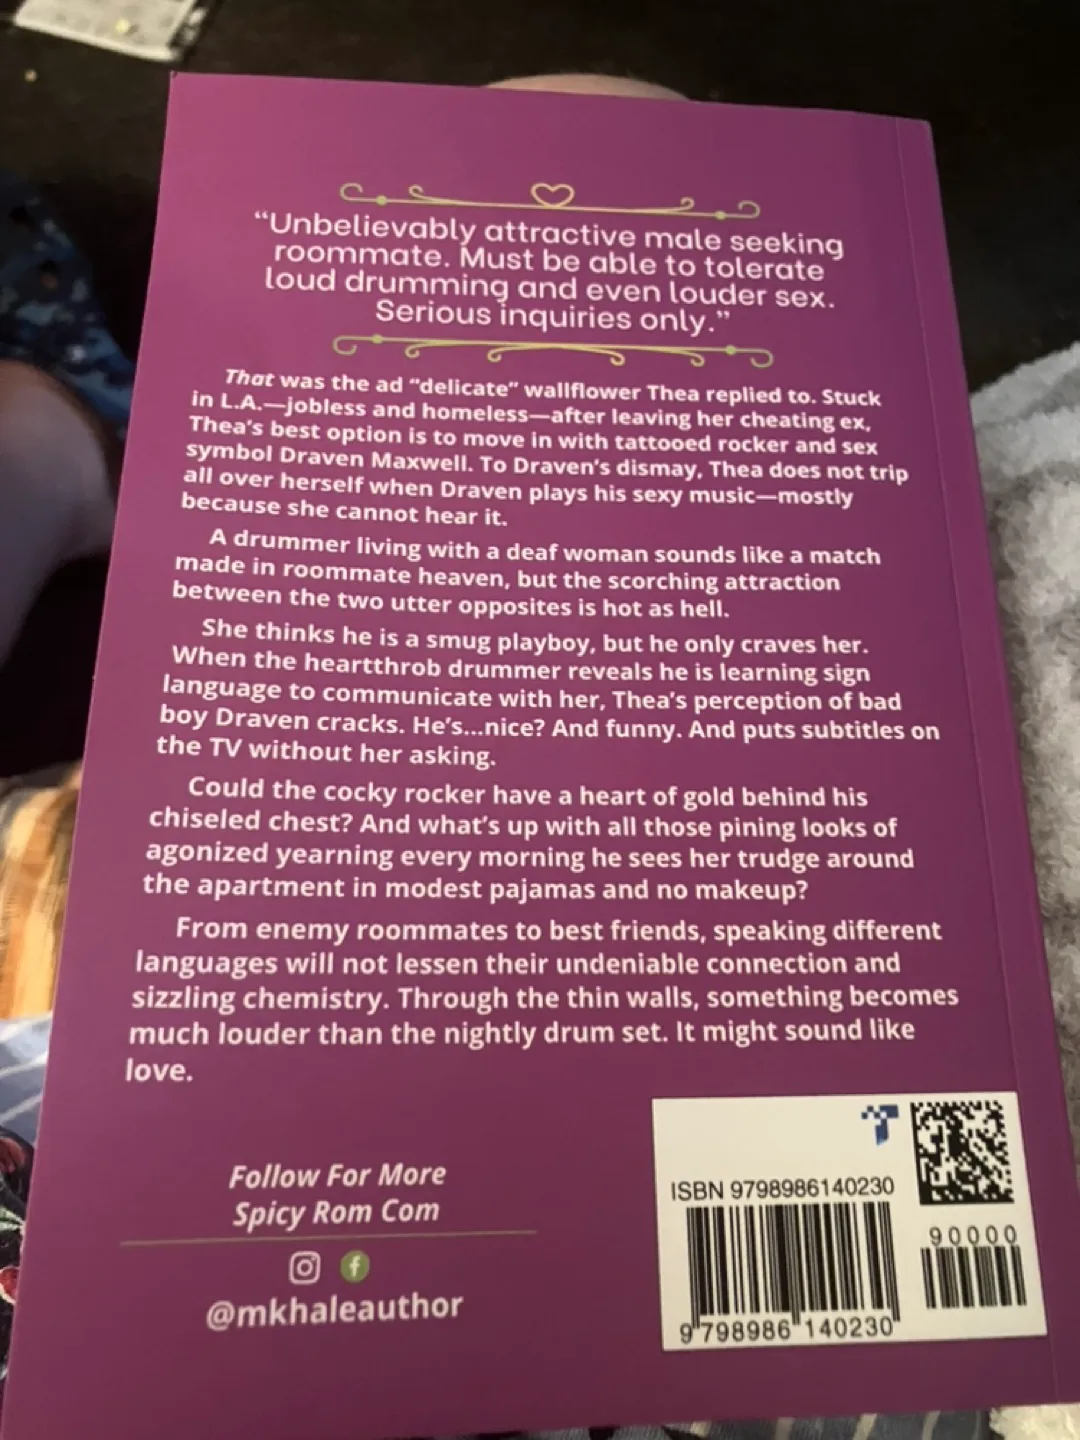 “Unbelievably attractive male seeking
roommate. Must be able to tolerate
loud drumming and even louder sex.
Serious inquiries only.”
That was the ad “delicate” wallflower Thea replied to. Stuck
in L.A.—jobless and homeless—after leaving her cheating ex,
Thea’s best option is to move in with tattooed rocker and sex
symbol Draven Maxwell. To Draven’s dismay, Thea does not trip
all over herself when Draven plays his sexy music—mostly
because she cannot hear it.
A drummer living with a deaf woman sounds like a match
made in roommate heaven, but the scorching attraction
between the two utter opposites is hot as hell.
She thinks he is a smug playboy, but he only craves her.
When the heartthrob drummer reveals he is learning sign
language to communicate with her, Thea’s perception of bad
boy Draven cracks. He’s...nice? And funny. And puts subtitles on
the TV without her asking.
Could the cocky rocker have a heart of gold behind his
chiseled chest? And what’s up with all those pining looks of
agonized yearning every morning he sees her trudge around
the apartment in modest pajamas and no makeup?
From enemy roommates to best friends, speaking different
languages will not lessen their undeniable connection and
sizzling chemistry. Through the thin walls, something becomes
much louder than the nightly drum set. It might sound like
love.
Follow For More
Spicy Rom Com
@mkhaleauthor
ISBN 9798986140230
90000
9 798986 140230